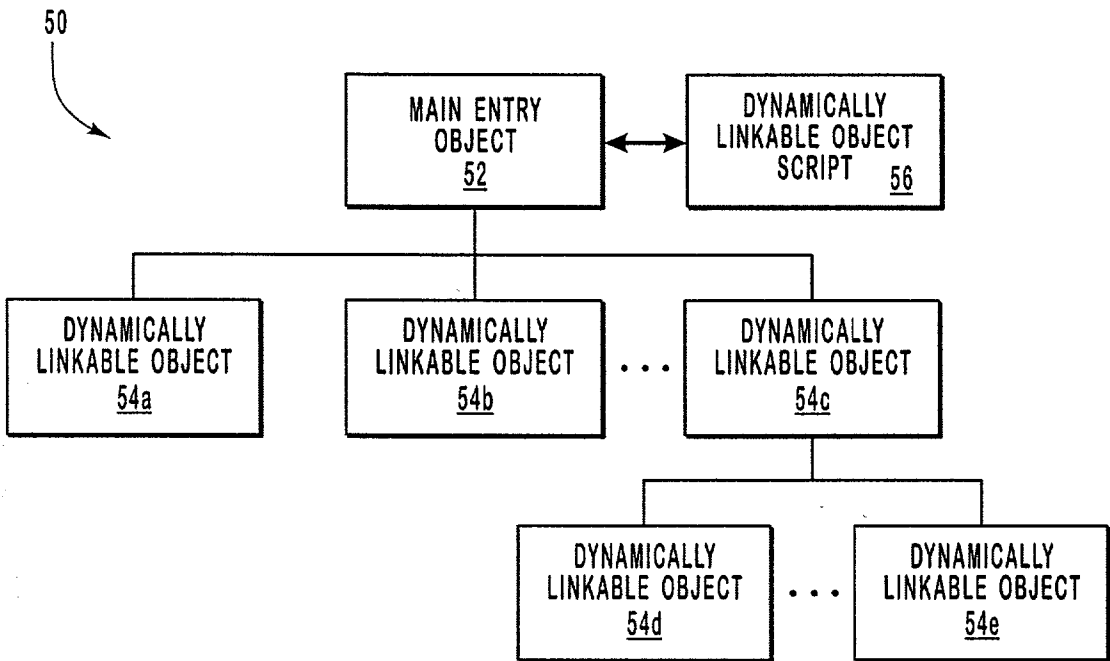 50
MAIN ENTRY
OBJECT
52
DYNAMICALLY
LINKABLE OBJECT
SCRIPT 56
DYNAMICALLY
LINKABLE OBJECT
54a
DYNAMICALLY
LINKABLE OBJECT
54b
...
DYNAMICALLY
LINKABLE OBJECT
54c
DYNAMICALLY
LINKABLE OBJECT
54d
...
DYNAMICALLY
LINKABLE OBJECT
54e